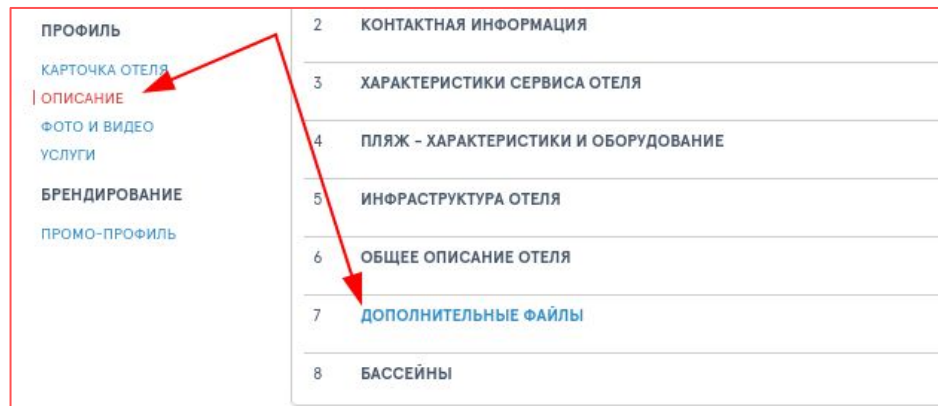 ПРОФИЛЬ
КАРТОЧКА ОТЕЛЯ
ОПИСАНИЕ
ФОТО И ВИДЕО
УСЛУГИ
БРЕНДИРОВАНИЕ
ПРОМО-ПРОФИЛЬ
2 КОНТАКТНАЯ ИНФОРМАЦИЯ
3 ХАРАКТЕРИСТИКИ СЕРВИСА ОТЕЛЯ
4 ПЛЯЖ – ХАРАКТЕРИСТИКИ И ОБОРУДОВАНИЕ
5 ИНФРАСТРУКТУРА ОТЕЛЯ
6 ОБЩЕЕ ОПИСАНИЕ ОТЕЛЯ
7 ДОПОЛНИТЕЛЬНЫЕ ФАЙЛЫ
8 БАССЕЙНЫ